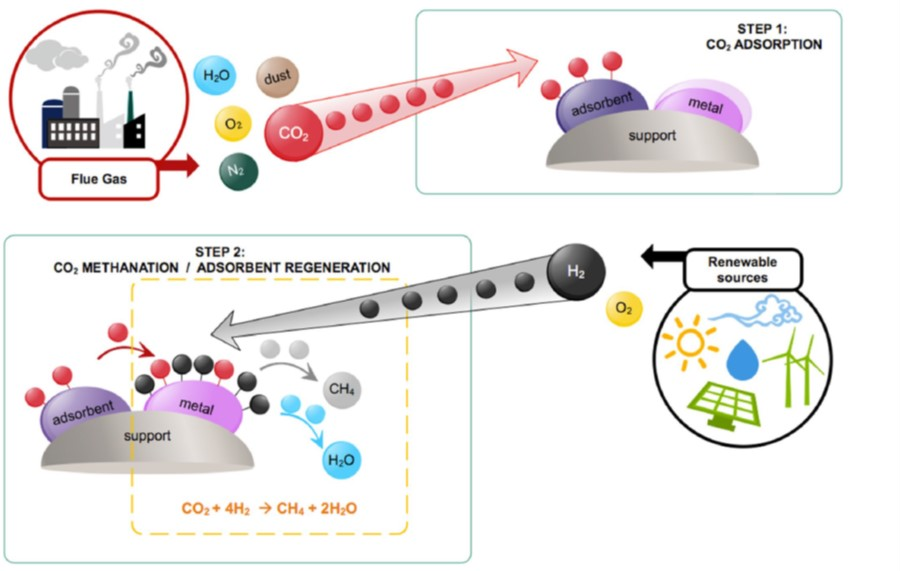 STEP 1:
CO₂ ADSORPTION
H₂O
dust
O₂
CO₂
N₂
Flue Gas
adsorbent
metal
support
STEP 2:
CO₂ METHANATION / ADSORBENT REGENERATION
H₂
O₂
Renewable
sources
adsorbent
metal
support
CH₄
H₂O
CO₂ + 4H₂ → CH₄ + 2H₂O